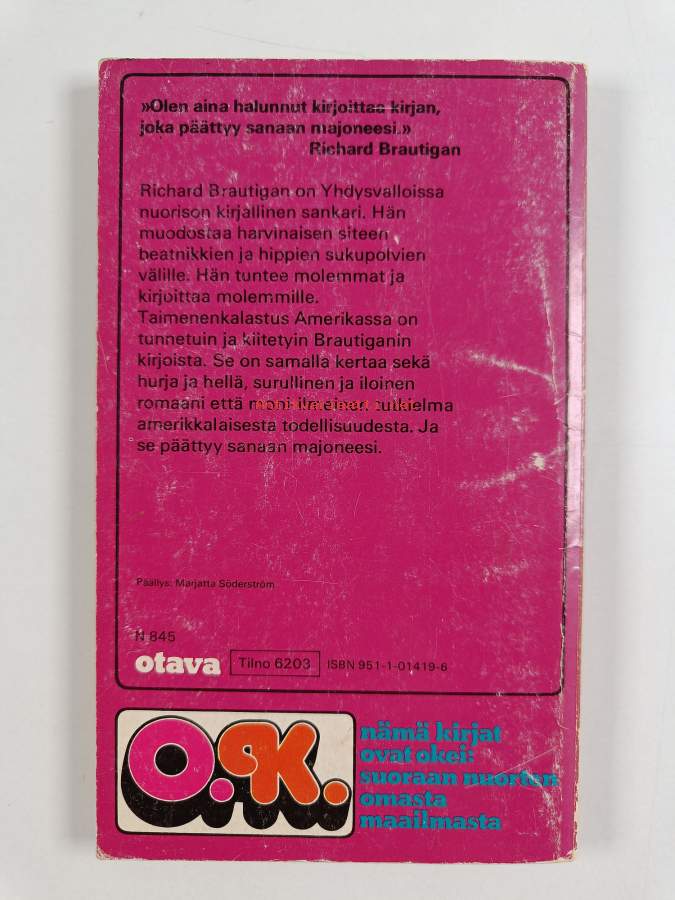 »Olen aina halunnut kirjoittaa kirjan,
joka päättyy sanaan majoneesi.»
Richard Brautigan
Richard Brautigan on Yhdysvalloissa
nuorison kirjallinen sankari. Hän
muodostaa harvinaisen siteen
beatnikkien ja hippien sukupolvien
välille. Hän tuntee molemmat ja
kirjoittaa molemmille.
Taimenenkalastus Amerikassa on
tunnetuin ja kiitetyin Brautiganin
kirjoista. Se on samalla kertaa sekä
hurja ja hellä, surullinen ja iloinen
romaani että moni-ilmeinen tutkielma
amerikkalaisesta todellisuudesta. Ja
se päättyy sanaan majoneesi.
Päällys: Marjatta Söderström
N 845
otava Tilno 6203 ISBN 951-1-01419-6
O.K.
nämä kirjat
ovat okei:
suoraan nuorten
omasta
maailmasta